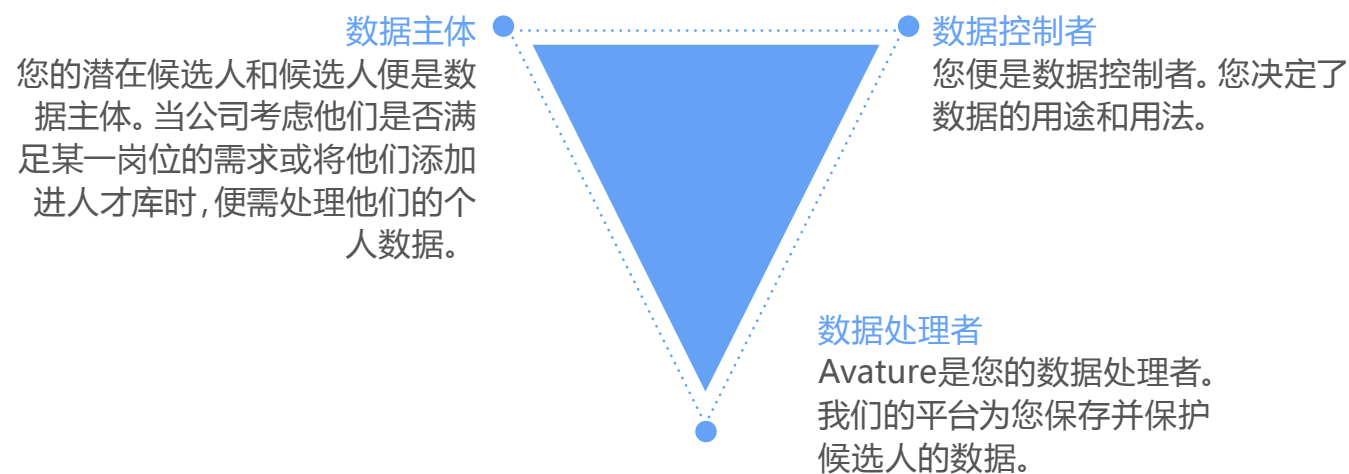 数据主体
您的潜在候选人和候选人便是数
据主体。当公司考虑他们是否满
足某一岗位的需求或将他们添加
进人才库时,便需处理他们的个
人数据。
数据控制者
您便是数据控制者。您决定了
数据的用途和用法。
数据处理者
Avature是您的数据处理者。
我们的平台为您保存并保护
候选人的数据。